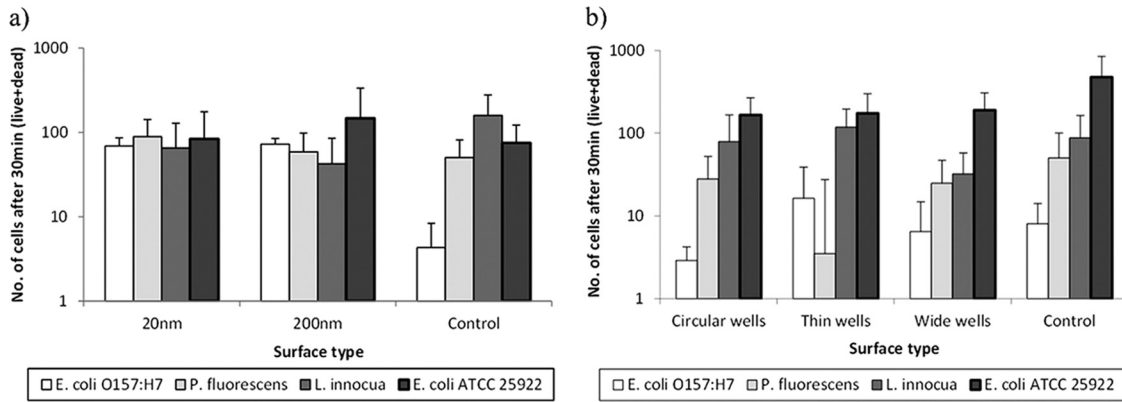 a)
No. of cells after 30min (live+dead)
1000
100
10
1
20nm 200nm Control
Surface type
E. coli O157:H7 P. fluorescens L. innocua E. coli ATCC 25922
b)
No. of cells after 30min (live+dead)
1000
100
10
1
Circular wells Thin wells Wide wells Control
Surface type
E. coli O157:H7 P. fluorescens L. innocua E. coli ATCC 25922